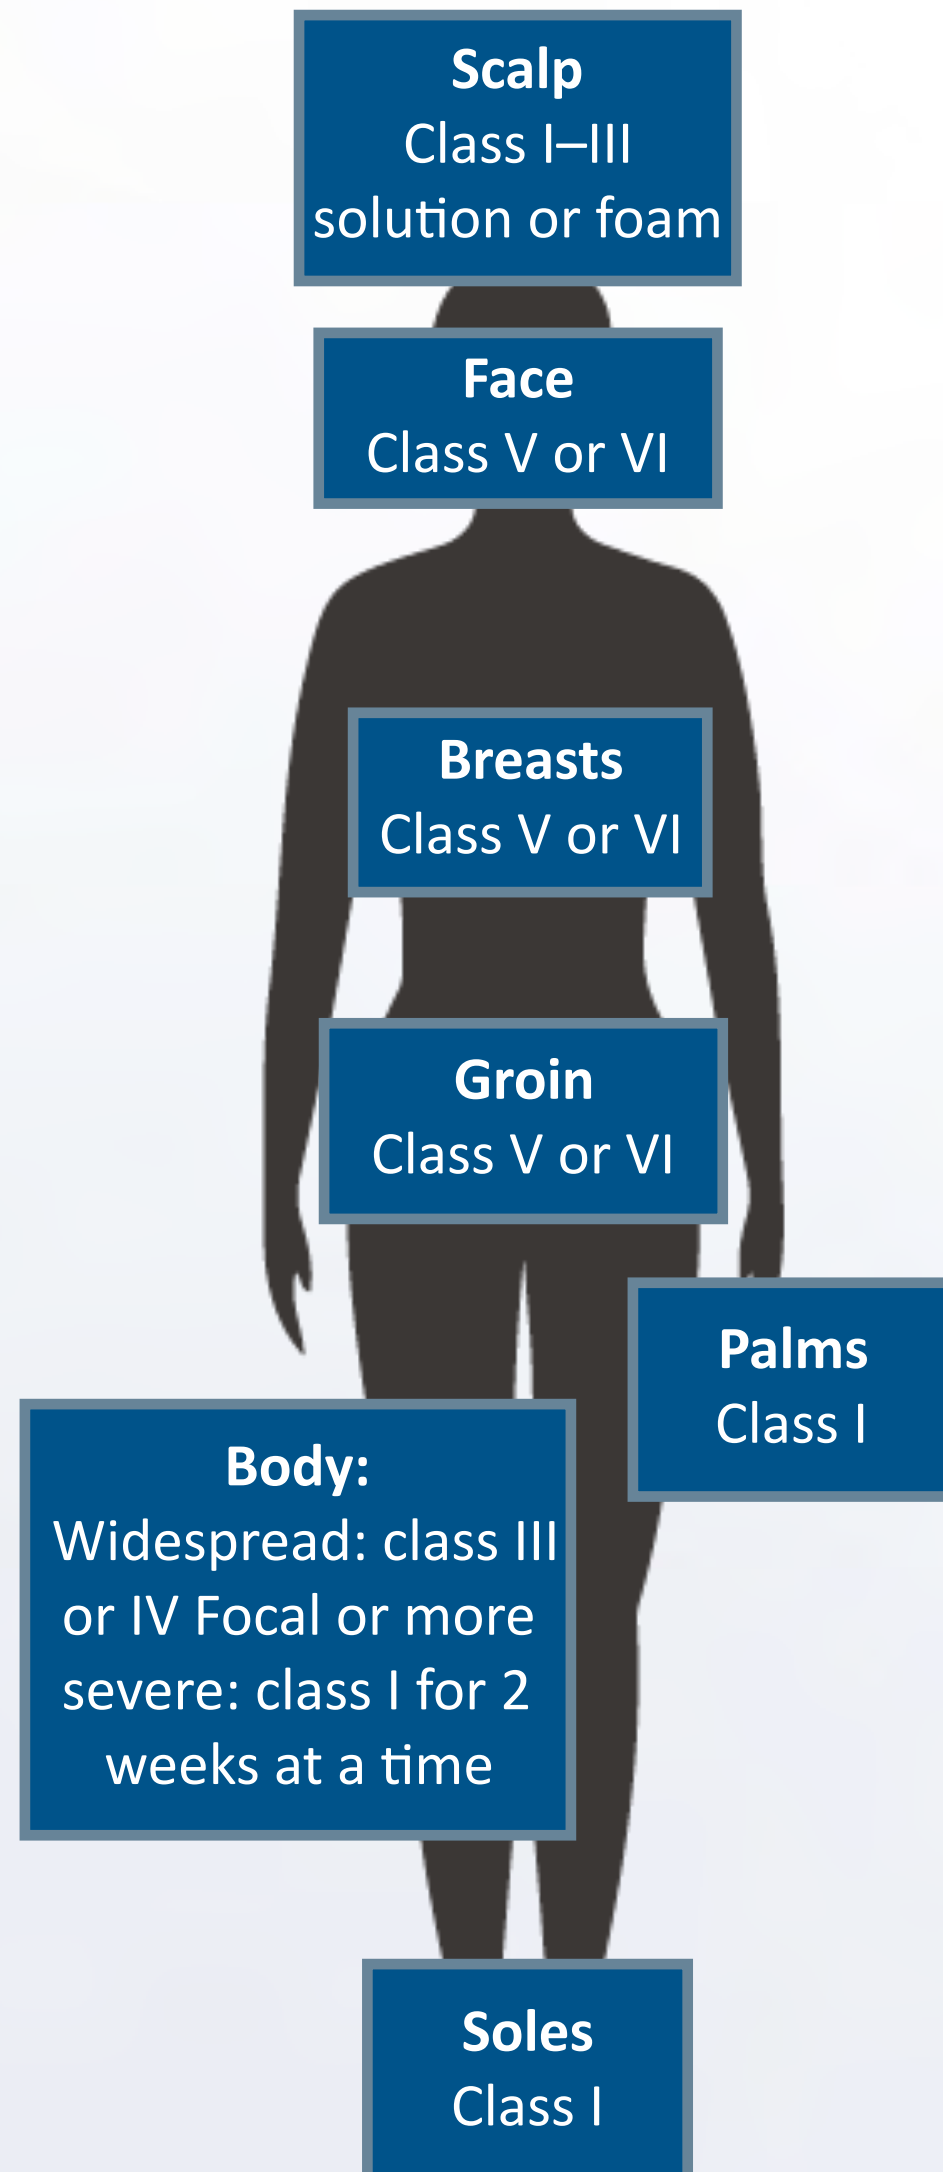 Scalp
Class I–III
solution or foam
Face
Class V or VI
Breasts
Class V or VI
Groin
Class V or VI
Palms
Class I
Body:
Widespread: class III
or IV Focal or more
severe: class I for 2
weeks at a time
Soles
Class I